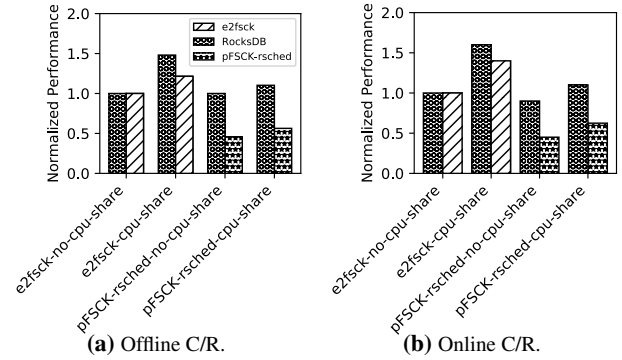 Normalized Performance
2.0
1.5
1.0
0.5
0.0
e2fsck
RocksDB
pFSCK-rsched
e2fsck-no-cpu-share
e2fsck-cpu-share
pFSCK-rsched-no-cpu-share
pFSCK-rsched-cpu-share
(a) Offline C/R.
Normalized Performance
2.0
1.5
1.0
0.5
0.0
e2fsck-no-cpu-share
e2fsck-cpu-share
pFSCK-rsched-no-cpu-share
pFSCK-rsched-cpu-share
(b) Online C/R.